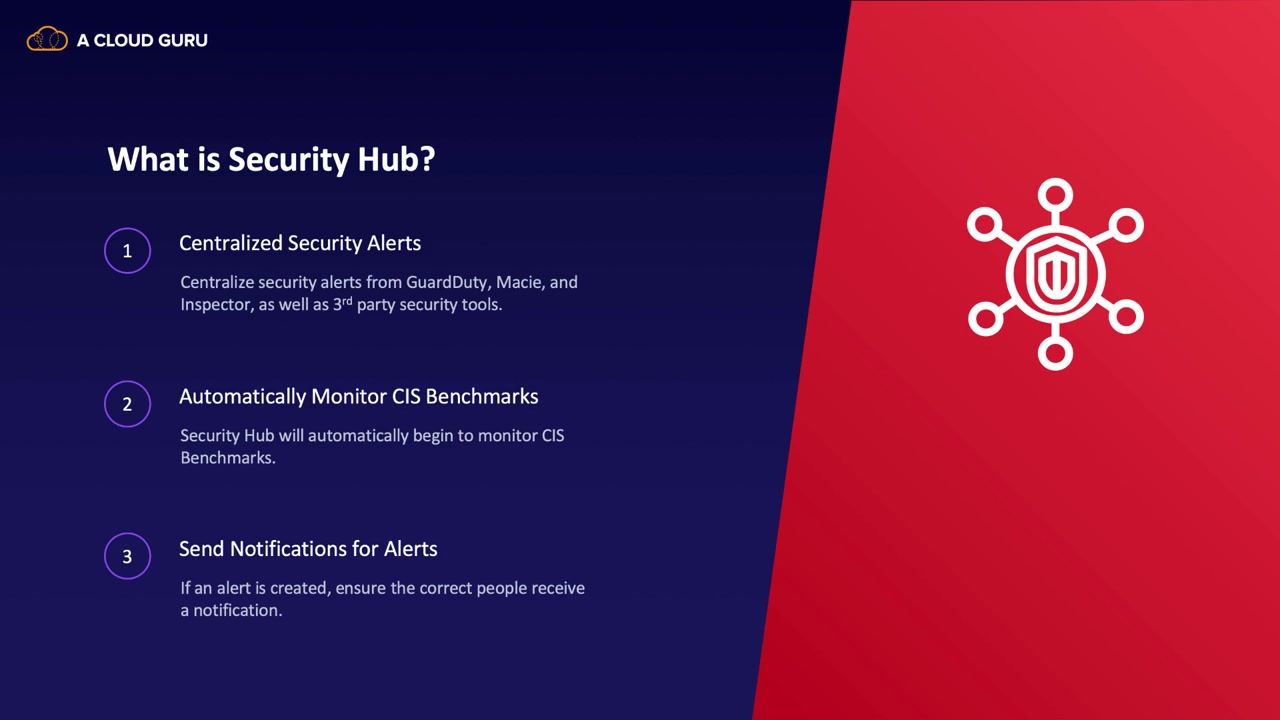 A CLOUD GURU
What is Security Hub?
1
Centralized Security Alerts
Centralize security alerts from GuardDuty, Macie, and
Inspector, as well as 3rd party security tools.
2
Automatically Monitor CIS Benchmarks
Security Hub will automatically begin to monitor CIS
Benchmarks.
3
Send Notifications for Alerts
If an alert is created, ensure the correct people receive
a notification.